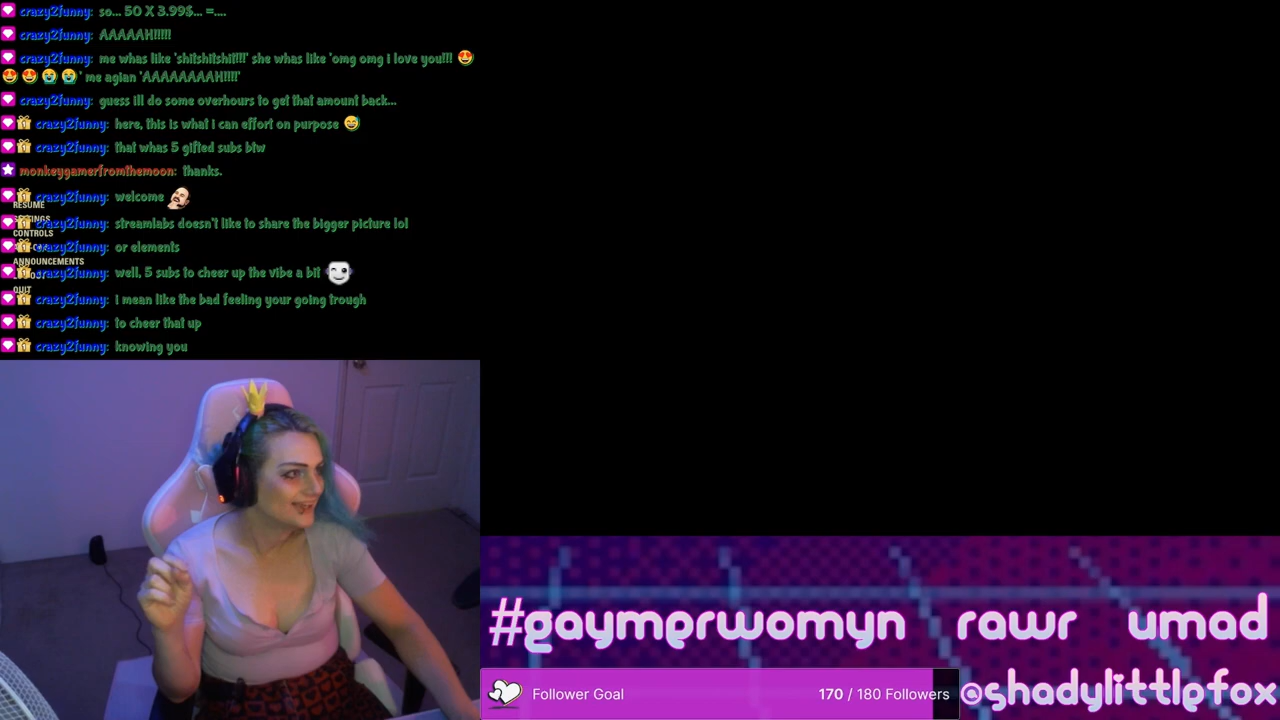 crazy2funny: so... 50 X 3.99$... =....
crazy2funny: AAAAAH!!!!!
crazy2funny: me whas like 'shitshitshit!!!' she whas like 'omg omg i love you!!!
' me agian 'AAAAAAAAH!!!!'
crazy2funny: guess ill do some overhours to get that amount back...
crazy2funny: here, this is what i can effort on purpose
crazy2funny: that whas 5 gifted subs btw
monkeygamerfromthemoon: thanks.
crazy2funny: welcome
RESUME
crazy2funny: streamlabs doesn't like to share the bigger picture lol
CONTROLS
crazy2funny: or elements
ANNOUNCEMENTS
crazy2funny: well, 5 subs to cheer up the vibe a bit
QUIT
crazy2funny: i mean like the bad feeling your going trough
crazy2funny: to cheer that up
crazy2funny: knowing you
#gaymerwomyn rawr umad
Follower Goal 170 / 180 Followers
@shadylittlefox